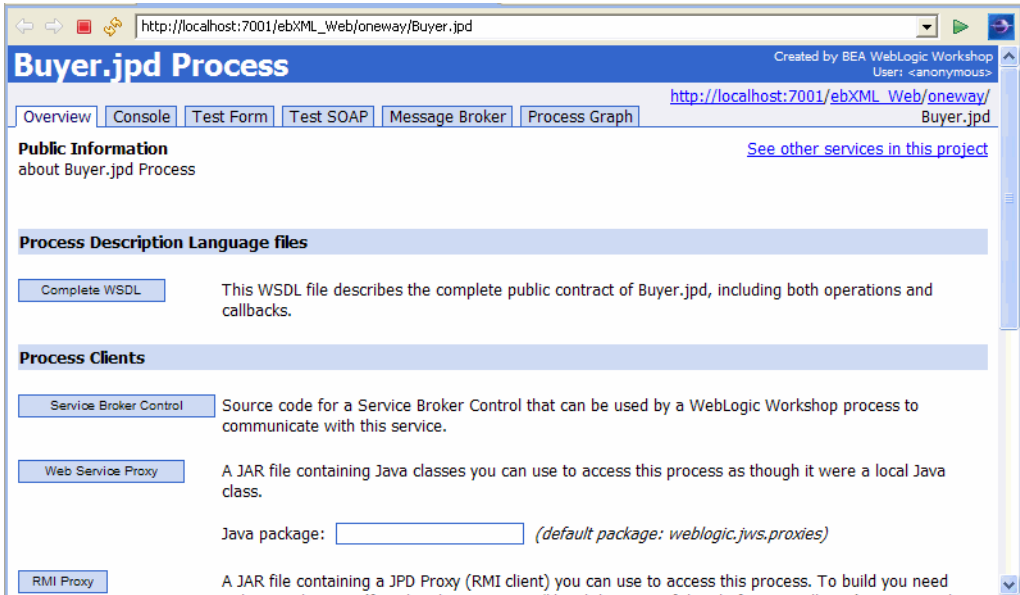 http://localhost:7001/ebXML_Web/oneway/Buyer.jpd
Buyer.jpd Process
Created by BEA WebLogic Workshop
User: <anonymous>
http://localhost:7001/ebXML_Web/oneway/
Buyer.jpd
Overview Console Test Form Test SOAP Message Broker Process Graph
Public Information
about Buyer.jpd Process
See other services in this project
Process Description Language files
Complete WSDL
This WSDL file describes the complete public contract of Buyer.jpd, including both operations and
callbacks.
Process Clients
Service Broker Control
Source code for a Service Broker Control that can be used by a WebLogic Workshop process to
communicate with this service.
Web Service Proxy
A JAR file containing Java classes you can use to access this process as though it were a local Java
class.
Java package: (default package: weblogic.jws.proxies)
RMI Proxy
A JAR file containing a JPD Proxy (RMI client) you can use to access this process. To build you need